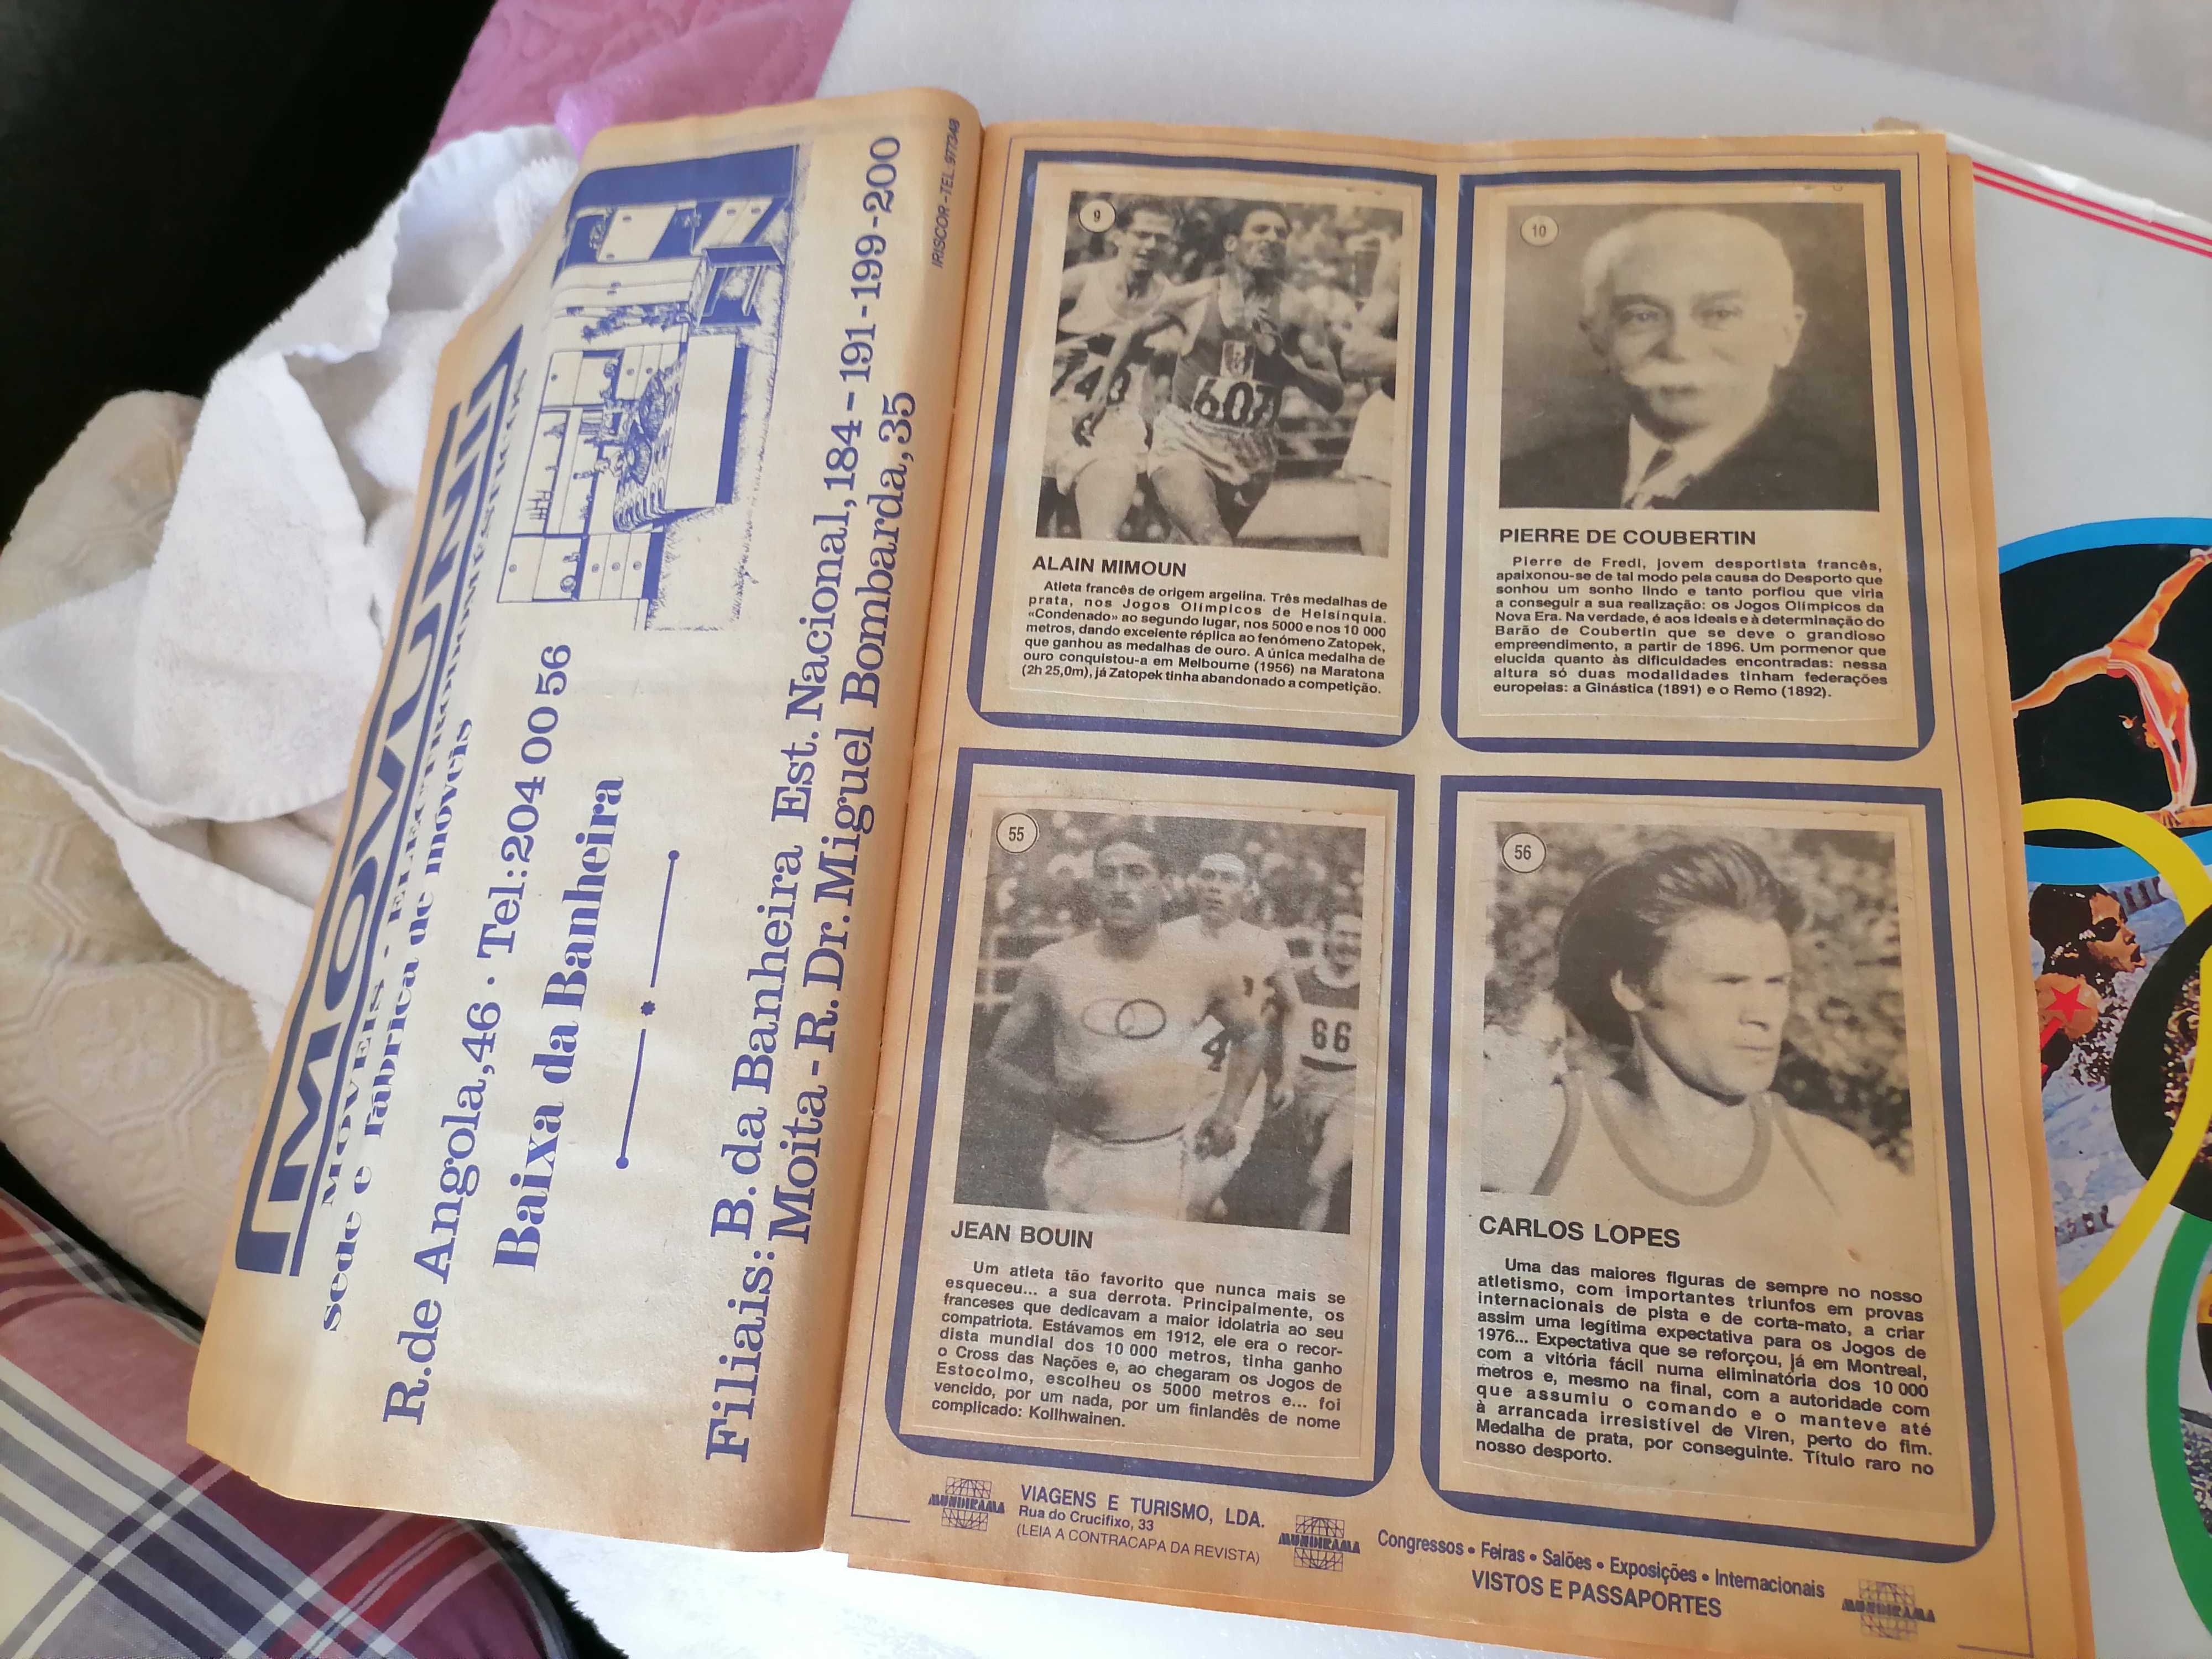 IMOVUNII
MOVEIS - ELECTRODOMESTICOS
Sede e Fabrica de moveis
R. de Angola, 46 · Tel: 204 00 56
Baixa da Banheira
Filiais: B. da Banheira Est. Nacional, 184 - 191 - 199 - 200
Moita - R. Dr. Miguel Bombarda, 35
IRISCOR - TEL. 977348
9
607
ALAIN MIMOUN
Atleta francês de origem argelina. Três medalhas de
prata, nos Jogos Olímpicos de Helsínquia.
«Condenado» ao segundo lugar, nos 5000 e nos 10 000
metros, dando excelente réplica ao fenómeno Zatopek,
que ganhou as medalhas de ouro. A única medalha de
ouro conquistou-a em Melbourne (1956) na Maratona
(2h 25,0m), já Zatopek tinha abandonado a competição.
10
PIERRE DE COUBERTIN
Pierre de Fredi, jovem desportista francês,
apaixonou-se de tal modo pela causa do Desporto que
sonhou um sonho lindo e tanto porfiou que viria
a conseguir a sua realização: os Jogos Olímpicos da
Nova Era. Na verdade, é aos ideais e à determinação do
Barão de Coubertin que se deve o grandioso
empreendimento, a partir de 1896. Um pormenor que
elucida quanto às dificuldades encontradas: nessa
altura só duas modalidades tinham federações
europeias: a Ginástica (1891) e o Remo (1892).
55
4
66
JEAN BOUIN
Um atleta tão favorito que nunca mais se
esqueceu... a sua derrota. Principalmente, os
franceses que dedicavam a maior idolatria ao seu
compatriota. Estávamos em 1912, ele era o recor-
dista mundial dos 10 000 metros, tinha ganho
o Cross das Nações e, ao chegaram os Jogos de
Estocolmo, escolheu os 5000 metros e... foi
vencido, por um nada, por um finlandês de nome
complicado: Kollhwainen.
56
CARLOS LOPES
Uma das maiores figuras de sempre no nosso
atletismo, com importantes triunfos em provas
internacionais de pista e de corta-mato, a criar
assim uma legítima expectativa para os Jogos de
1976... Expectativa que se reforçou, já em Montreal,
com a vitória fácil numa eliminatória dos 10 000
metros e, mesmo na final, com a autoridade com
que assumiu o comando e o manteve até
à arrancada irresistível de Viren, perto do fim.
Medalha de prata, por conseguinte. Título raro no
nosso desporto.
MUNDIRAMA
VIAGENS E TURISMO, LDA.
Rua do Crucifixo, 33
(LEIA A CONTRACAPA DA REVISTA)
MUNDIRAMA
Congressos • Feiras • Salões • Exposições • Internacionais
VISTOS E PASSAPORTES
MUNDIRAMA